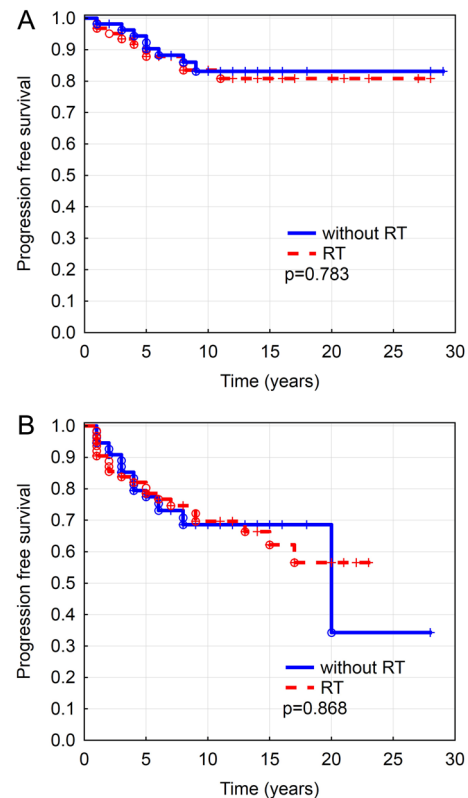 A
Progression free survival
1.0
0.9
0.8
0.7
0.6
0.5
0.4
0.3
0.2
0.1
0.0
without RT
RT
p=0.783
0 5 10 15 20 25 30
Time (years)
B
Progression free survival
1.0
0.9
0.8
0.7
0.6
0.5
0.4
0.3
0.2
0.1
0.0
without RT
RT
p=0.868
0 5 10 15 20 25 30
Time (years)